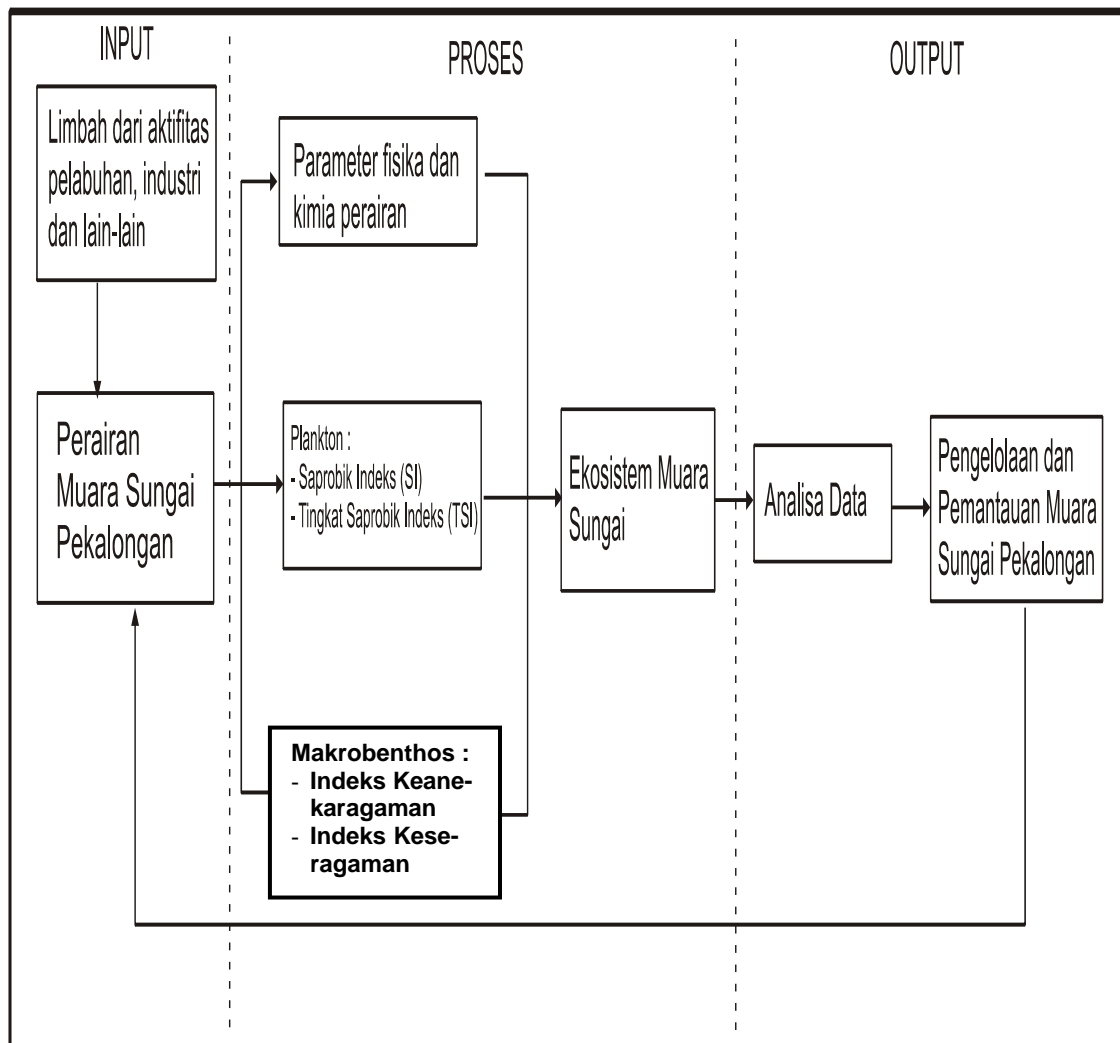 INPUT
PROSES
OUTPUT
Limbah dari aktifitas
pelabuhan, industri
dan lain-lain
Perairan
Muara Sungai
Pekalongan
Parameter fisika dan
kimia perairan
Plankton :
- Saprobik Indeks (SI)
- Tingkat Saprobik Indeks (TSI)
Makrobenthos :
- Indeks Keane-
karagaman
- Indeks Kese-
ragaman
Ekosistem Muara
Sungai
Analisa Data
Pengelolaan dan
Pemantauan Muara
Sungai Pekalongan